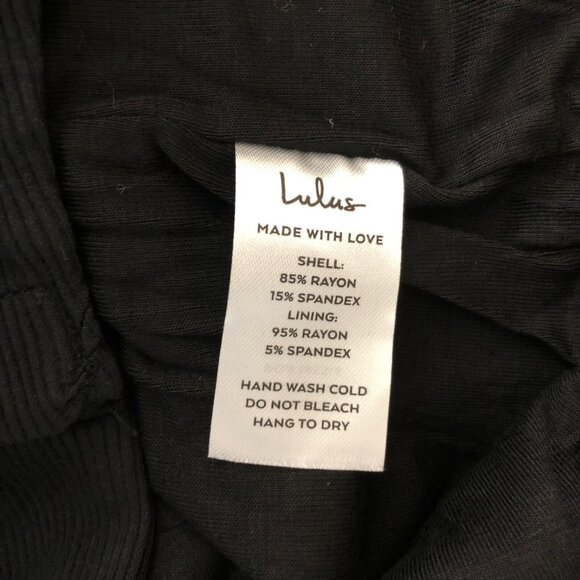 Lulus
MADE WITH LOVE
SHELL:
85% RAYON
15% SPANDEX
LINING:
95% RAYON
5% SPANDEX
HAND WASH COLD
DO NOT BLEACH
HANG TO DRY